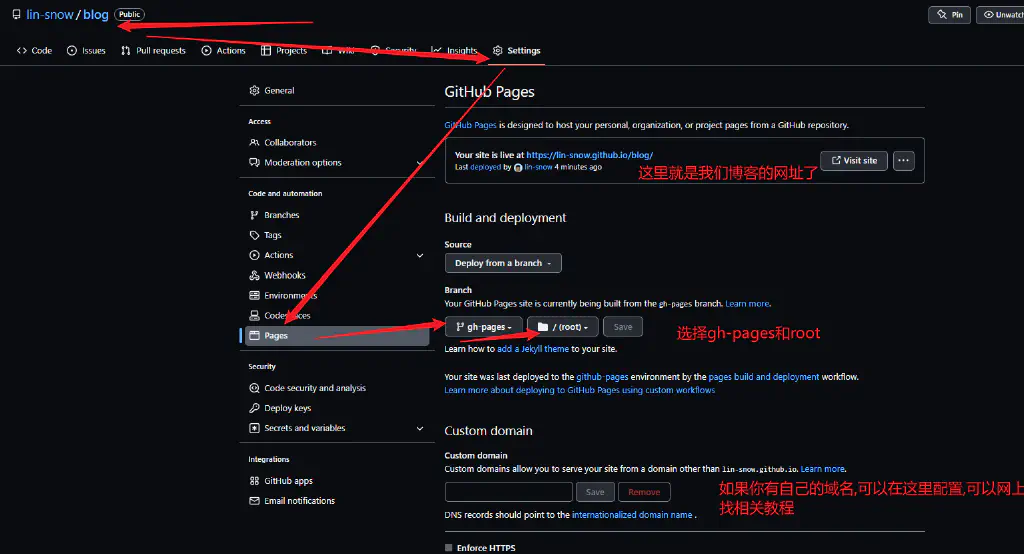 lin-snow / blog Public
Pin
Unwatch
Code Issues Pull requests Actions Projects Wiki Security Insights Settings
General
Access
Collaborators
Moderation options
Code and automation
Branches
Tags
Actions
Webhooks
Environments
Codespaces
Pages
Security
Code security and analysis
Deploy keys
Secrets and variables
Integrations
GitHub apps
Email notifications
GitHub Pages
GitHub Pages is designed to host your personal, organization, or project pages from a GitHub repository.
Your site is live at https://lin-snow.github.io/blog/
Last deployed by lin-snow 4 minutes ago
Visit site
这里就是我们博客的网址了
Build and deployment
Source
Deploy from a branch
Branch
Your GitHub Pages site is currently being built from the gh-pages branch. Learn more.
gh-pages / (root) Save
选择gh-pages和root
Learn how to add a Jekyll theme to your site.
Your site was last deployed to the github-pages environment by the pages build and deployment workflow.
Learn more about deploying to GitHub Pages using custom workflows
Custom domain
Custom domain
Custom domains allow you to serve your site from a domain other than lin-snow.github.io. Learn more.
Save Remove
如果你有自己的域名,可以在这里配置,可以网上
找相关教程
DNS records should point to the internationalized domain name .
Enforce HTTPS